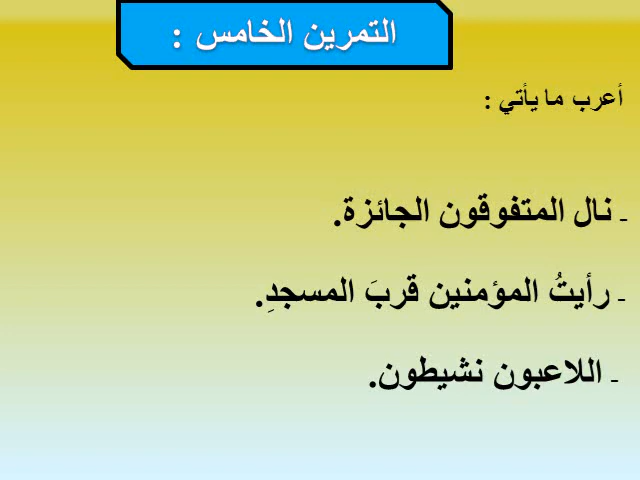 التمرين الخامس :
أعرب ما يأتي :
- نال المتفوقون الجائزة.
- رأيتُ المؤمنين قربَ المسجدِ.
- اللاعبون نشيطون.